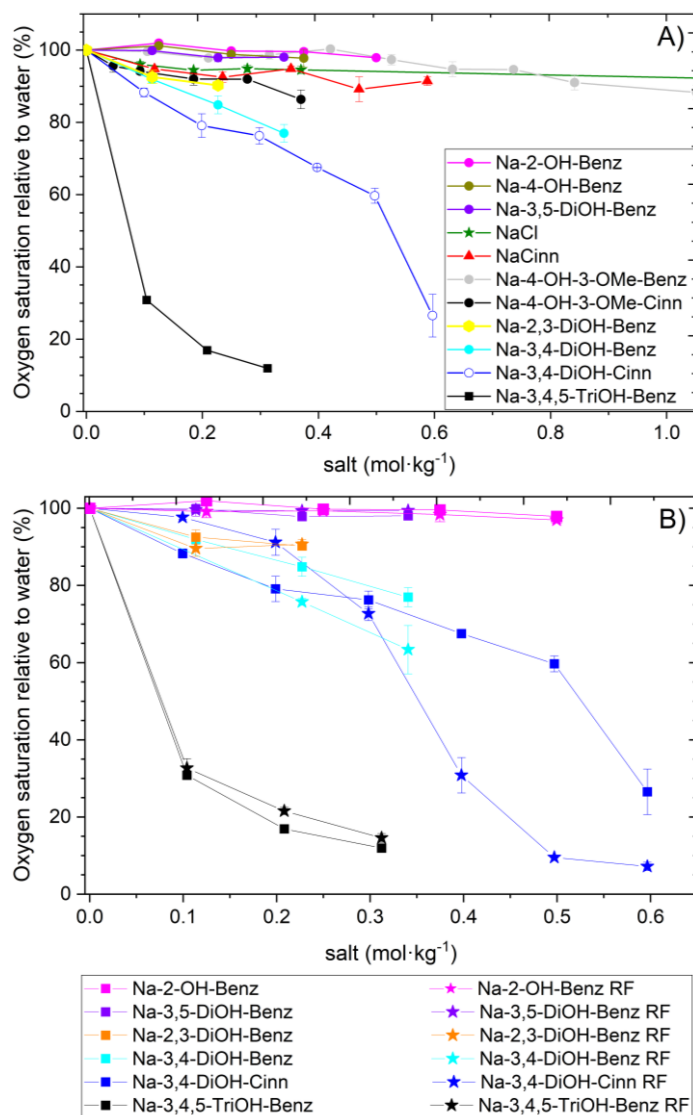 A)
Oxygen saturation relative to water (%)
100
80
60
40
20
0
Na-2-OH-Benz
Na-4-OH-Benz
Na-3,5-DiOH-Benz
NaCl
NaCinn
Na-4-OH-3-OMe-Benz
Na-4-OH-3-OMe-Cinn
Na-2,3-DiOH-Benz
Na-3,4-DiOH-Benz
Na-3,4-DiOH-Cinn
Na-3,4,5-TriOH-Benz
0.0 0.2 0.4 0.6 0.8 1.0
salt (mol·kg⁻¹)
B)
Oxygen saturation relative to water (%)
100
80
60
40
20
0
0.0 0.1 0.2 0.3 0.4 0.5 0.6
salt (mol·kg⁻¹)
Na-2-OH-Benz Na-2-OH-Benz RF
Na-3,5-DiOH-Benz Na-3,5-DiOH-Benz RF
Na-2,3-DiOH-Benz Na-2,3-DiOH-Benz RF
Na-3,4-DiOH-Benz Na-3,4-DiOH-Benz RF
Na-3,4-DiOH-Cinn Na-3,4-DiOH-Cinn RF
Na-3,4,5-TriOH-Benz Na-3,4,5-TriOH-Benz RF